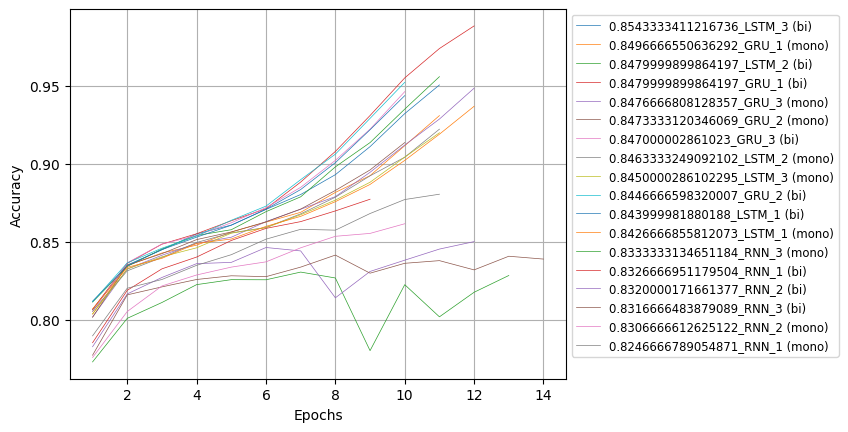 0.95
0.90
0.85
0.80
Accuracy
2 4 6 8 10 12 14
Epochs
0.8543333411216736_LSTM_3 (bi)
0.8496666550636292_GRU_1 (mono)
0.8479999899864197_LSTM_2 (bi)
0.8479999899864197_GRU_1 (bi)
0.8476666808128357_GRU_3 (mono)
0.8473333120346069_GRU_2 (mono)
0.847000002861023_GRU_3 (bi)
0.8463333249092102_LSTM_2 (mono)
0.8450000286102295_LSTM_3 (mono)
0.8446666598320007_GRU_2 (bi)
0.843999981880188_LSTM_1 (bi)
0.8426666855812073_LSTM_1 (mono)
0.8333333134651184_RNN_3 (mono)
0.8326666951179504_RNN_1 (bi)
0.8320000171661377_RNN_2 (bi)
0.8316666483879089_RNN_3 (bi)
0.8306666612625122_RNN_2 (mono)
0.8246666789054871_RNN_1 (mono)